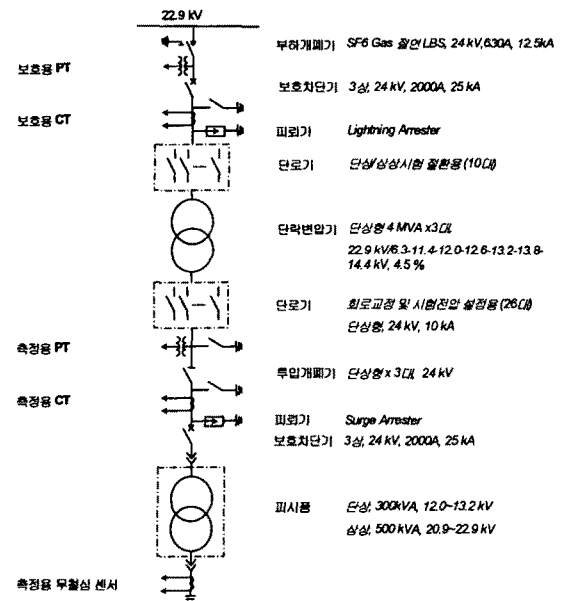 22.9 kV
부하개폐기 SF6 Gas 절연 LBS, 24 kV,630A, 12.5kA
보호용 PT
보호차단기 3상, 24 kV, 2000A, 25 kA
보호용 CT
피뢰기 Lightning Arrester
단로기 단상/삼상시험 절환용 (10대)
단락변압기 단상형 4 MVA x3대,
22.9 kV/6.3-11.4-12.0-12.6-13.2-13.8-
14.4 kV, 4.5 %
단로기 회로교정 및 시험전압 설정용 (26대)
단상형, 24 kV, 10 kA
측정용 PT
투입개폐기 단상형 x 3대, 24 kV
측정용 CT
피뢰기 Surge Arrester
보호차단기 3상, 24 kV, 2000A, 25 kA
피시품 단상, 300kVA, 12.0~13.2 kV
삼상, 500 kVA, 20.9~22.9 kV
측정용 무철심 센서